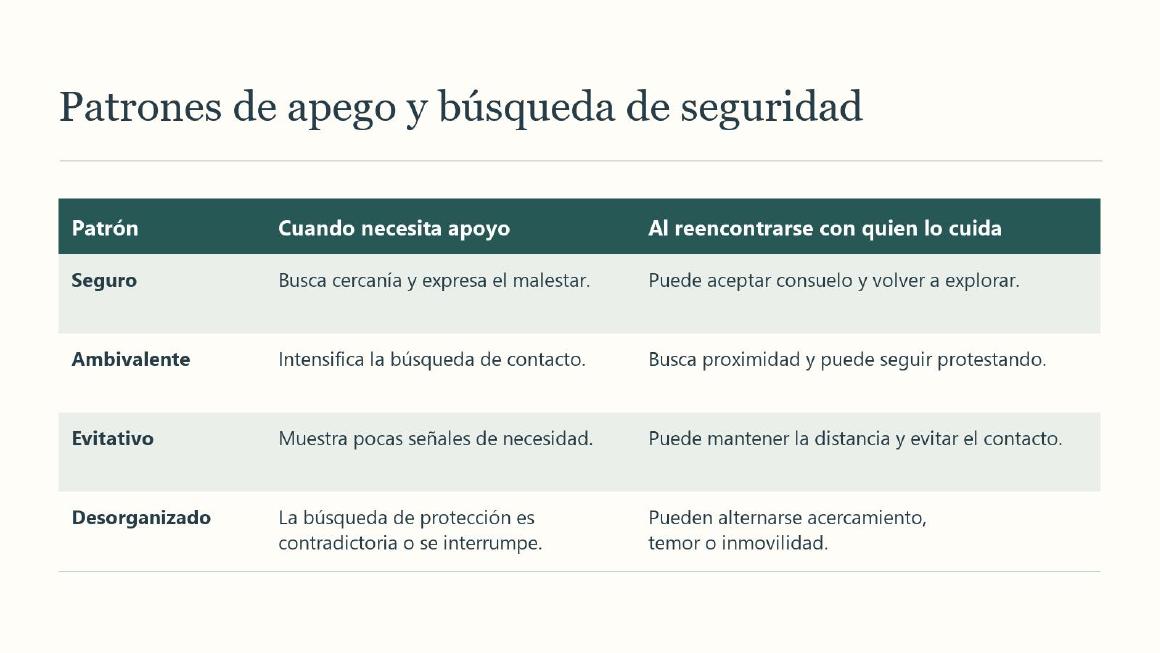 Patrones de apego y búsqueda de seguridad
Patrón Cuando necesita apoyo Al reencontrarse con quien lo cuida
Seguro Busca cercanía y expresa el malestar. Puede aceptar consuelo y volver a explorar.
Ambivalente Intensifica la búsqueda de contacto. Busca proximidad y puede seguir protestando.
Evitativo Muestra pocas señales de necesidad. Puede mantener la distancia y evitar el contacto.
Desorganizado La búsqueda de protección es Pueden alternarse acercamiento,
contradictoria o se interrumpe. temor o inmovilidad.